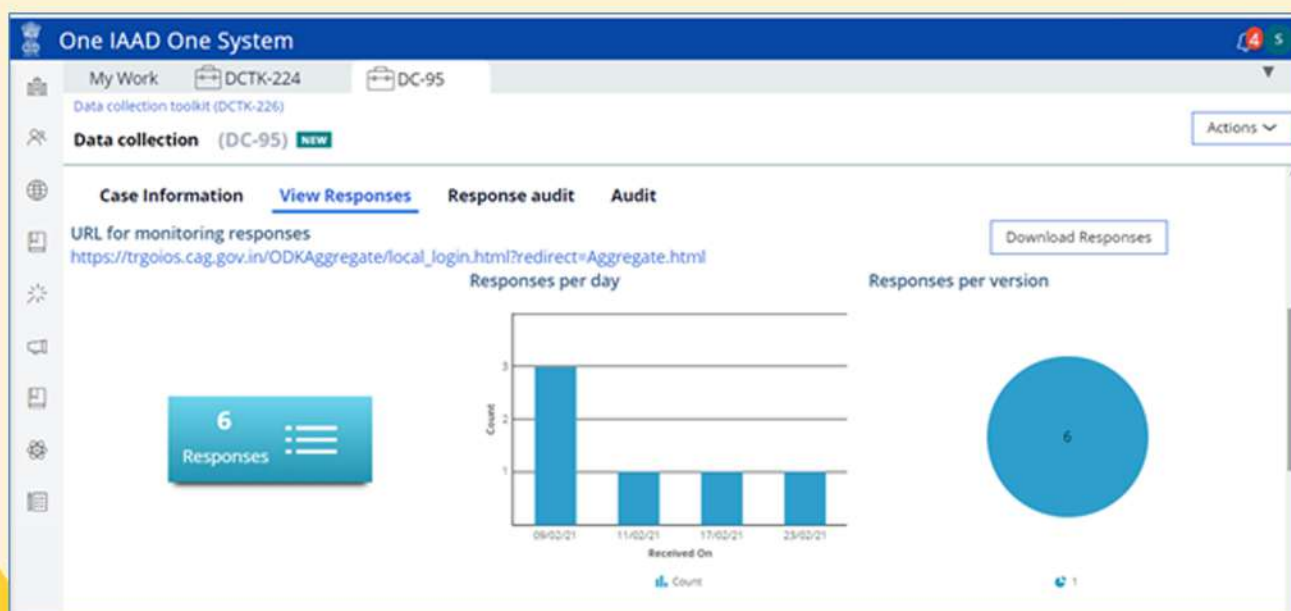 One IAAD One System
4
S
My Work DCTK-224 DC-95
Data collection toolkit (DCTK-226)
Data collection (DC-95) NEW
Actions
Case Information View Responses Response audit Audit
URL for monitoring responses
Download Responses
https://trgoios.cag.gov.in/ODKAggregate/local_login.html?redirect=Aggregate.html
Responses per day
Responses per version
6
Responses
3
2
1
Count
09/02/21 11/02/21 17/02/21 23/02/21
Received On
Count
6
1